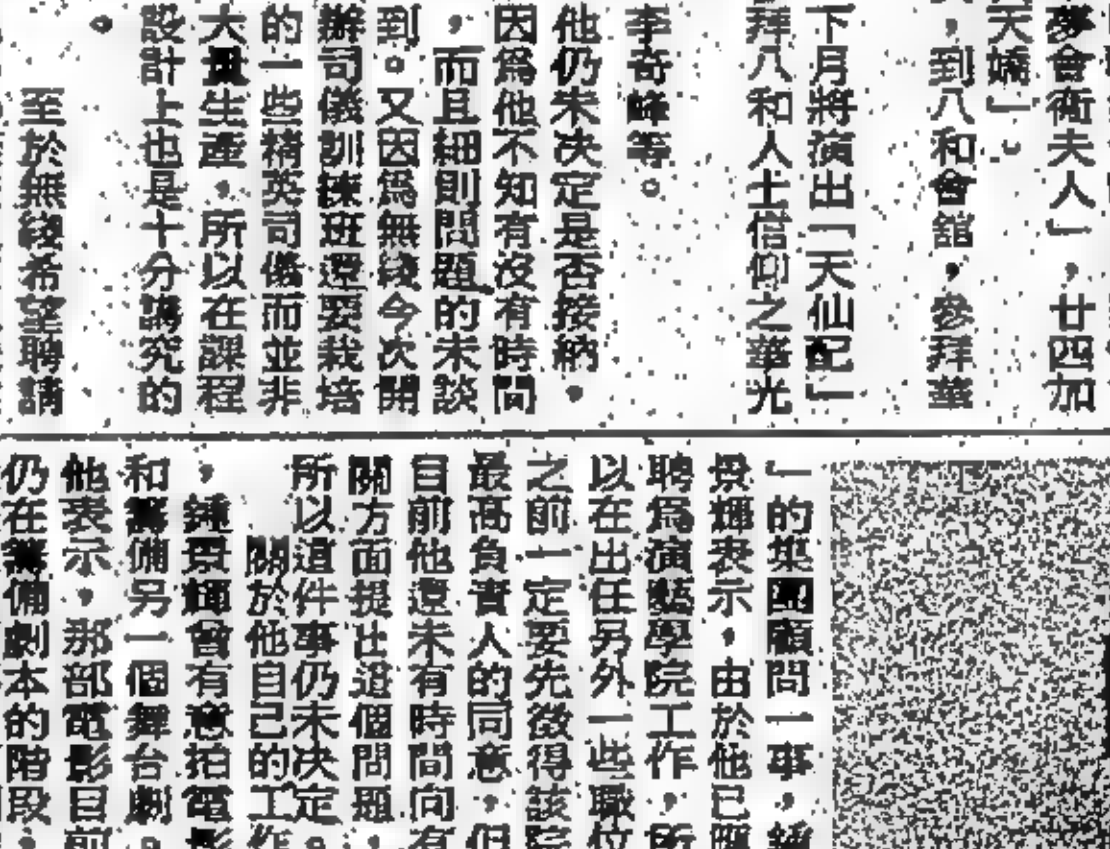 夢會衛夫人﹂，廿四加
天嬌﹂。
，到八和會舘，參拜華
下月將演出﹁天仙配﹂
拜八和人士信仰之華光
李奇峰等。
他仍未决定是否接納，
因爲他不知有沒有時間
，而且細則問題的未談
到。又因爲無綫今次開
辦司儀訓練班還要栽培
的一些精英司儀而並非
大量生產，所以在課程
設計上也是十分講究的
。
至於無綫希望聘請
﹂的集團顧問一事，鍾
景輝表示，由於他已應
聘爲演藝學院工作，所
以在出任另外一些職位
之前一定要先徵得該院
最高負責人的同意，但
目前他還未有時間向有
關方面提出這個問題，
所以這件事仍未决定。
關於他自己的工作
，鍾景輝曾有意拍電影
和籌備另一個舞台劇。
他表示，那部電影目前
仍在籌備劇本的階段，